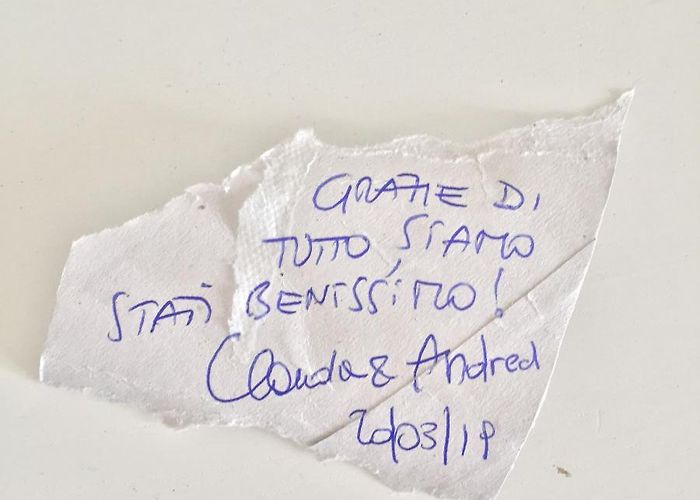 GRAZIE DI
TUTTO, SIAMO
STATI BENISSIMO!
Claudia & Andrea
20/03/19